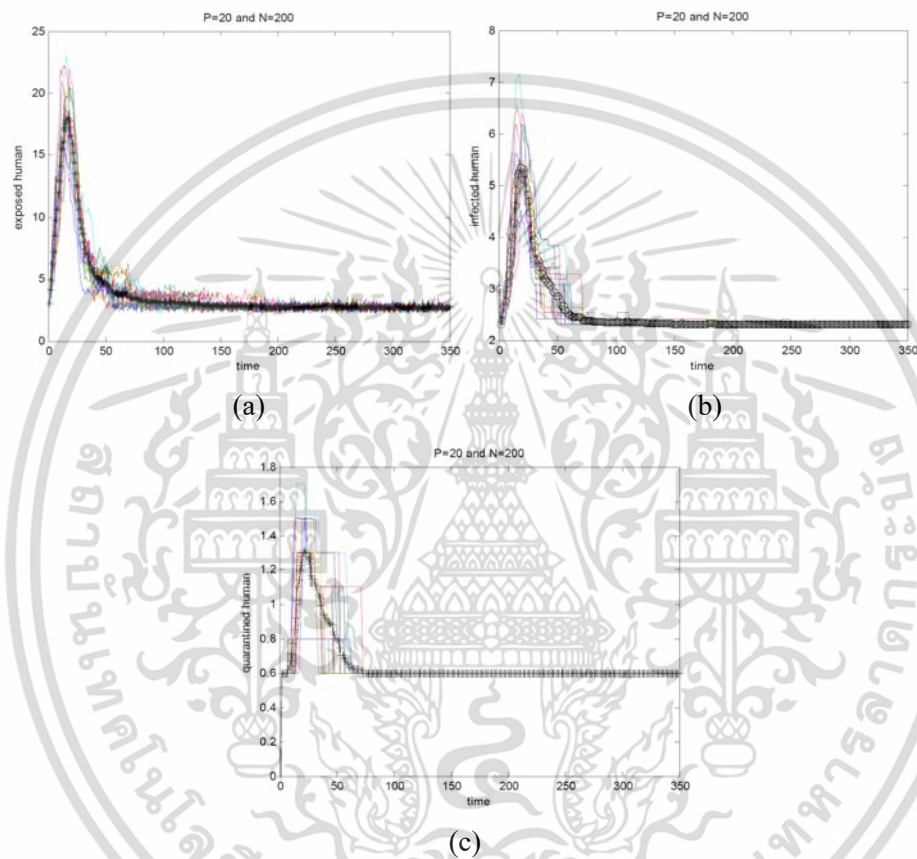 P=20 and N=200
P=20 and N=200
25
20
15
10
5
0
exposed human
0 50 100 150 200 250 300 350
time
8
7
6
5
4
3
2
infected human
0 50 100 150 200 250 300 350
time
(a)
(b)
P=20 and N=200
1.8
1.6
1.4
1.2
1
0.8
0.6
0.4
0.2
0
quarantined human
0 50 100 150 200 250 300 350
time
(c)